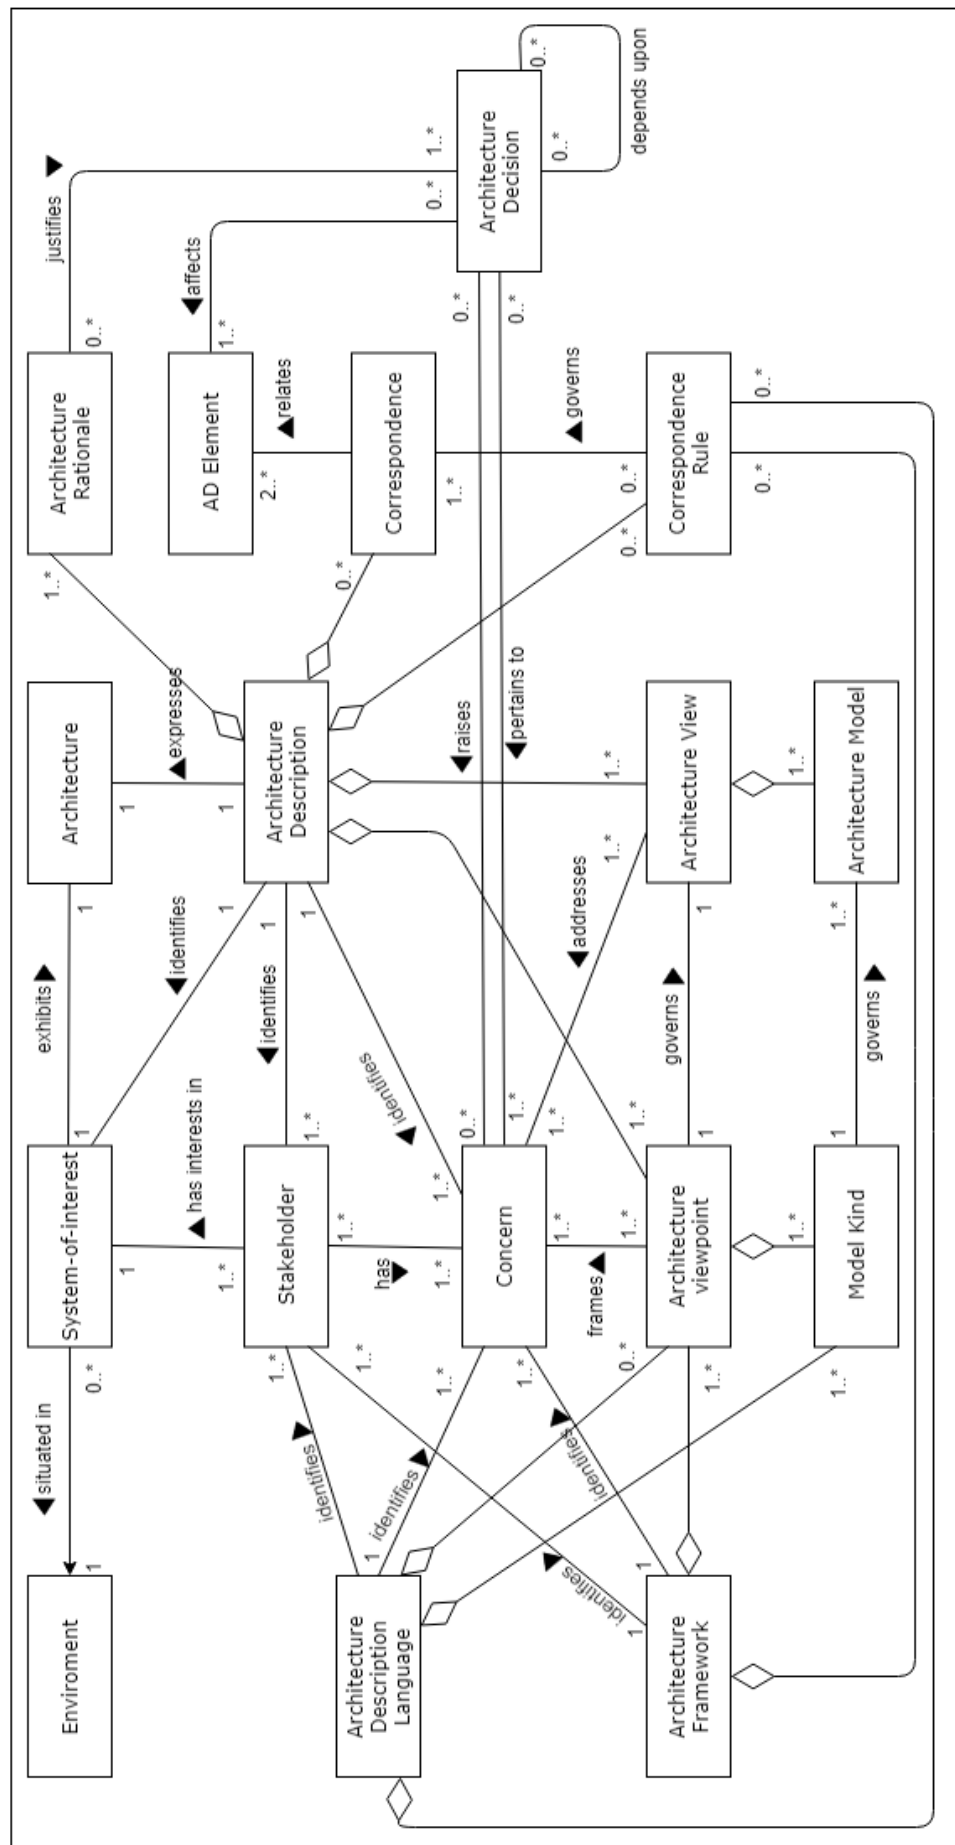 Enviroment
1
situated in
0..*
System-of-interest
1
exhibits
1
Architecture
1..*
Architecture
Rationale
0..*
justifies
1
has interests in
identifies
1
expresses
affects
1..*
1..*
1
1
AD Element
1..*
Stakeholder
1..*
identifies
1
Architecture
Description
2..*
relates
1..*
identifies
1..*
has
1
0..*
Correspondence
Architecture
Description
Language
1
identifies
1..*
1..*
identifies
1..*
1..*
0..*
1..*
raises
0..*
0..*
Concern
1..*
pertains to
0..*
Architecture
Decision
1..*
1..*
1..*
addresses
0..*
0..*
depends upon
identifies
identifies
frames
governs
1
1
0..*
1..*
1..*
1..*
1..*
0..*
0..*
Architecture
Framework
Architecture
viewpoint
governs
Architecture View
Correspondence
Rule
1..*
1
1
1..*
0..*
0..*
1..*
Model Kind
1
governs
1..*
Architecture Model